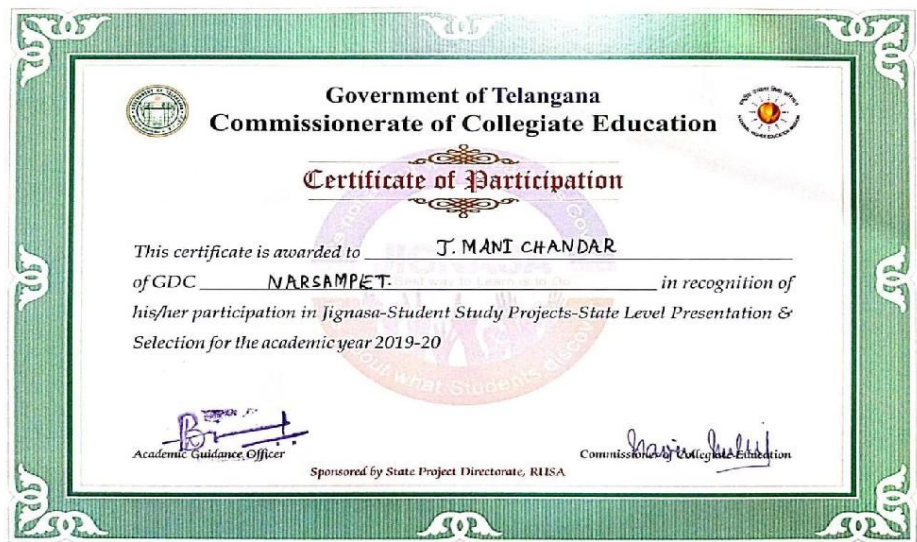 Government of Telangana
Commissionerate of Collegiate Education
Certificate of Participation
This certificate is awarded to J. MANI CHANDAR
of GDC NARSAMPET. in recognition of
his/her participation in Jignasa-Student Study Projects-State Level Presentation &
Selection for the academic year 2019-20
Academic Guidance Officer
Commissioner of Collegiate Education
Sponsored by State Project Directorate, RUSA